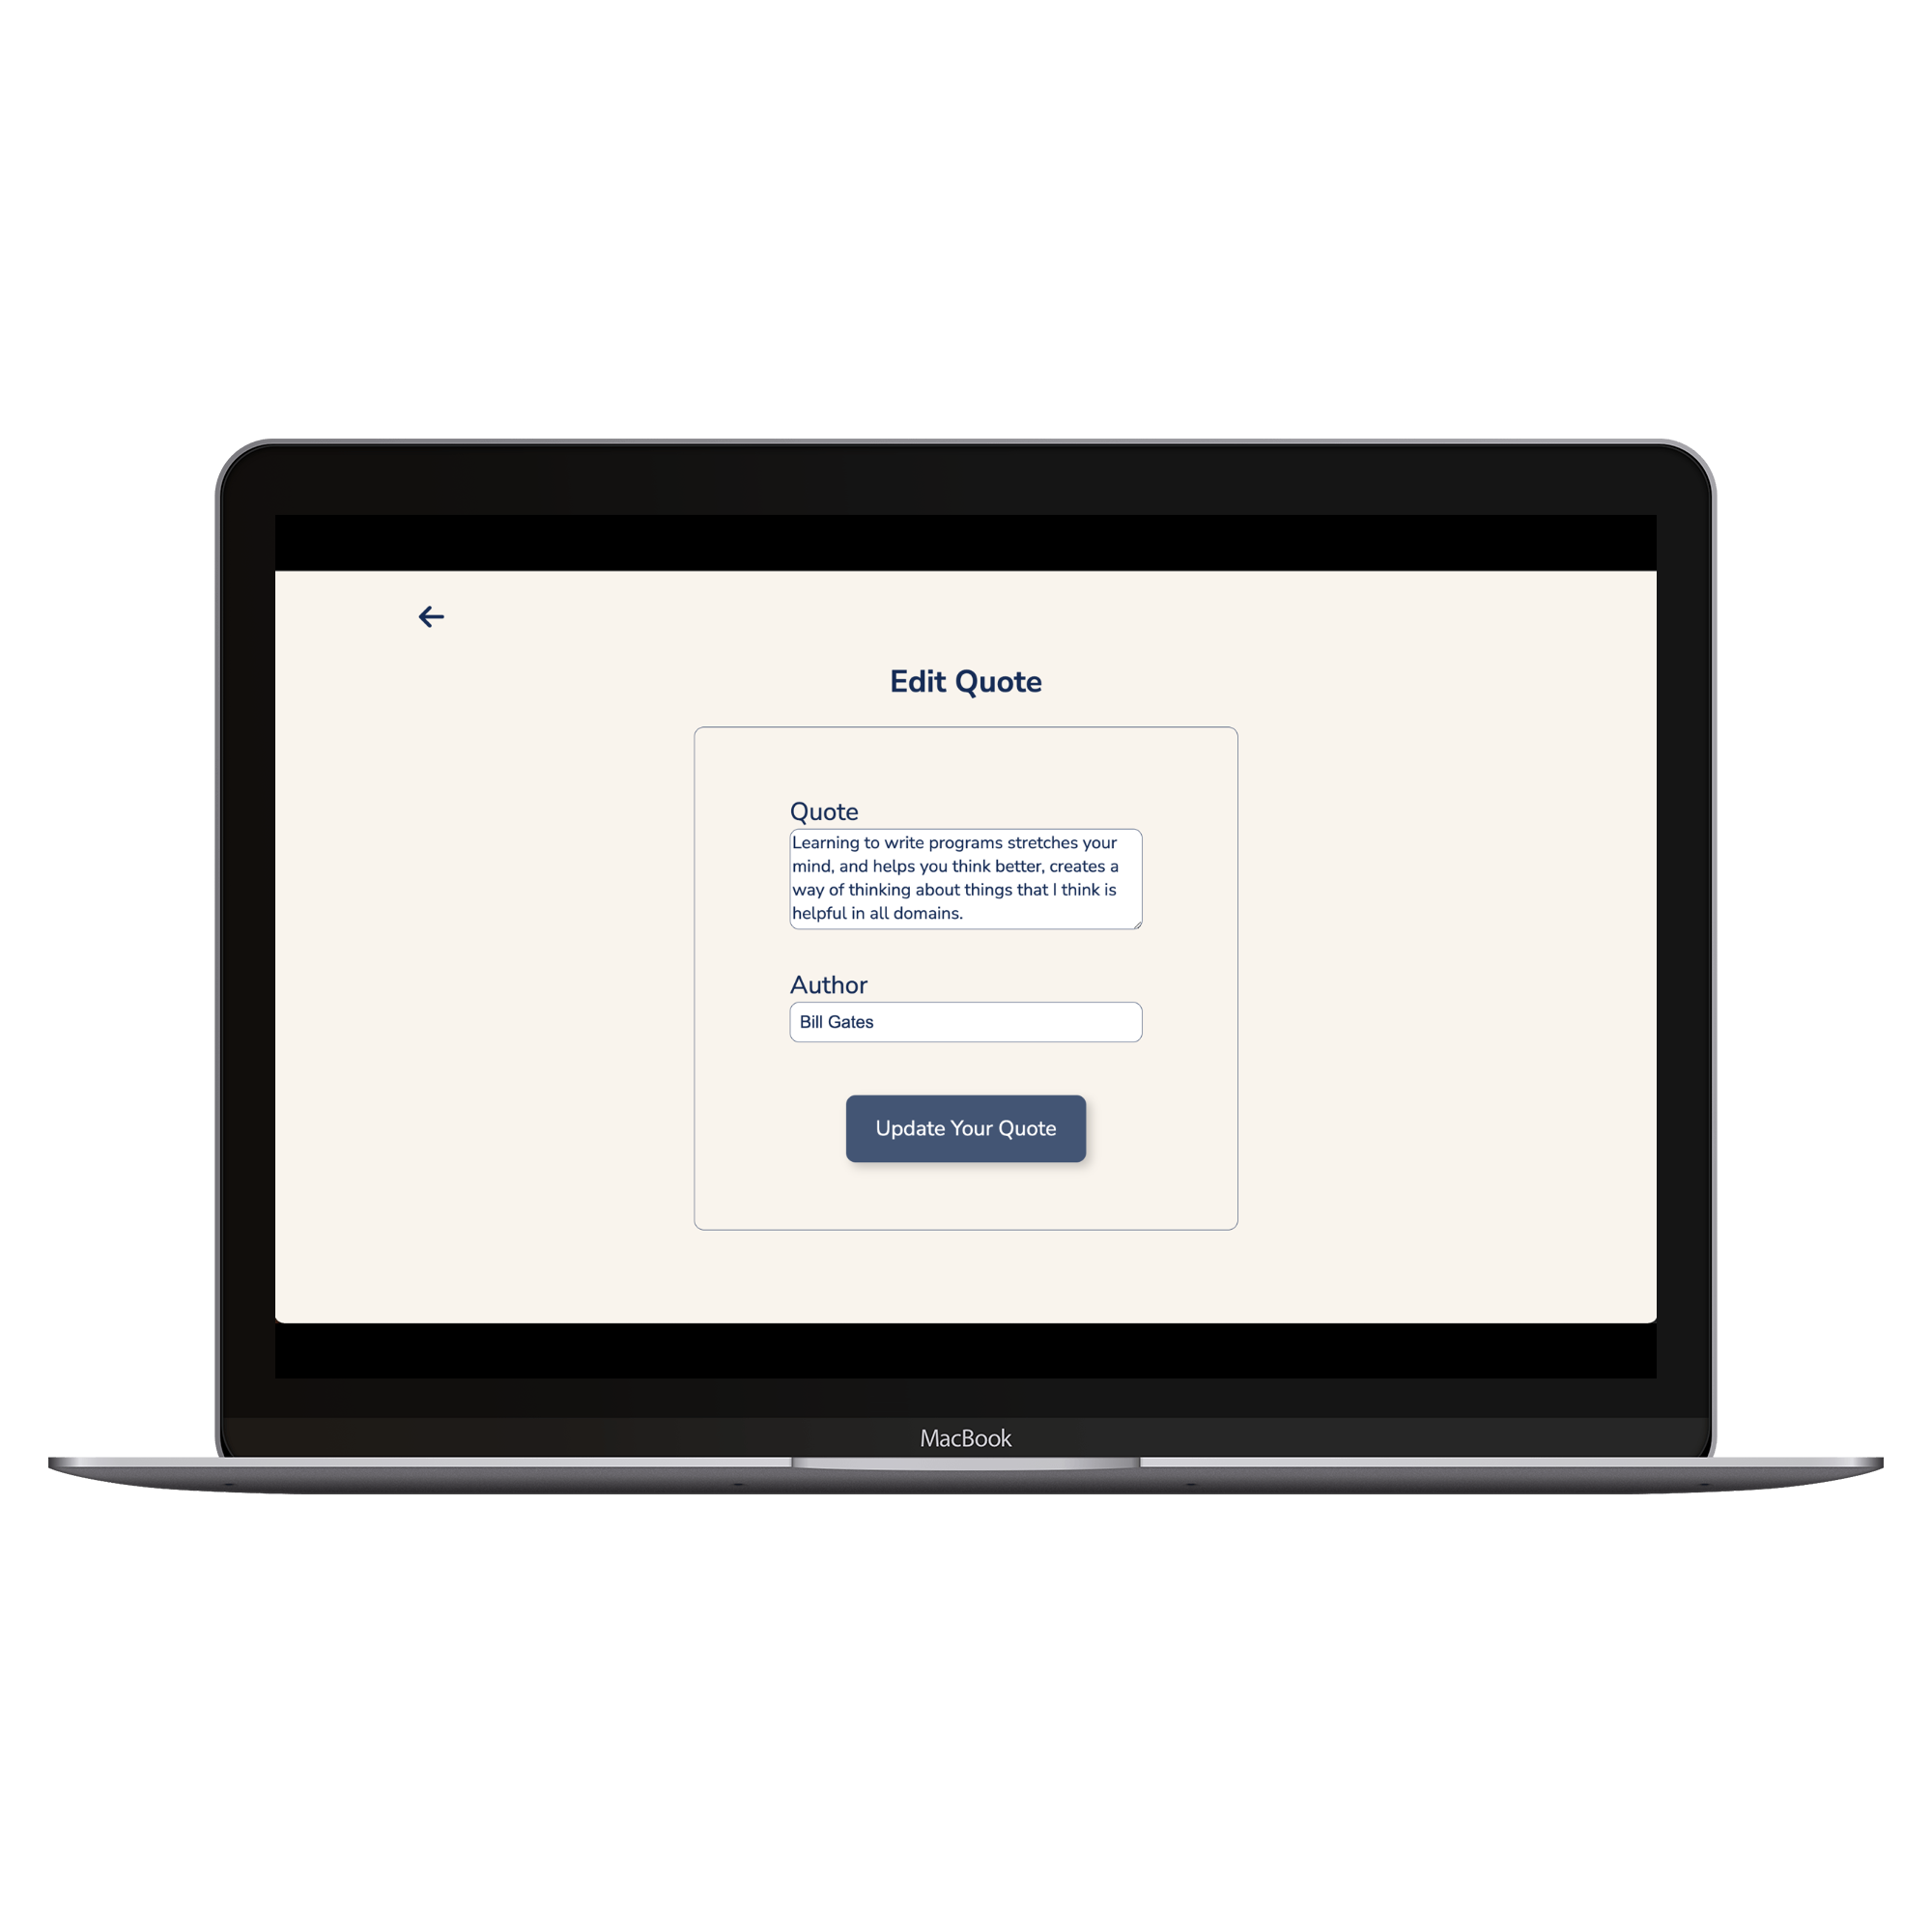 Edit Quote
Quote
Learning to write programs stretches your
mind, and helps you think better, creates a
way of thinking about things that I think is
helpful in all domains.
Author
Bill Gates
Update Your Quote
MacBook